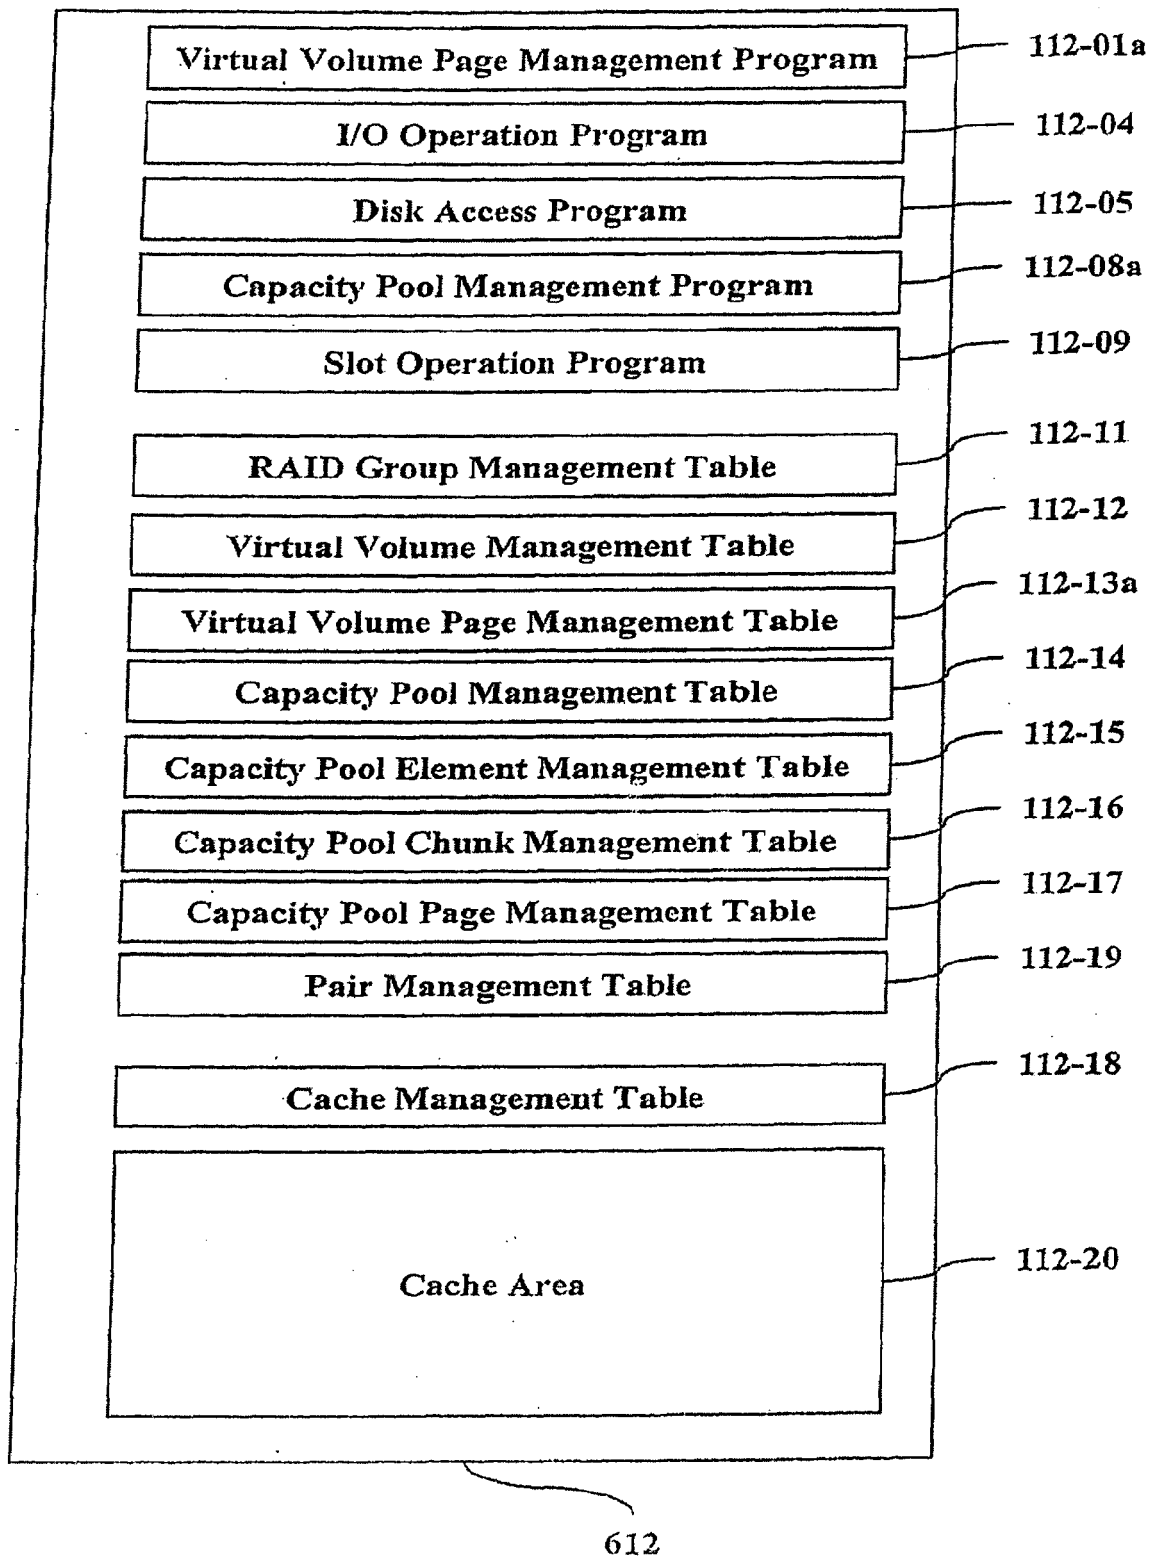 Virtual Volume Page Management Program 112-01a
I/O Operation Program 112-04
Disk Access Program 112-05
Capacity Pool Management Program 112-08a
Slot Operation Program 112-09
RAID Group Management Table 112-11
Virtual Volume Management Table 112-12
Virtual Volume Page Management Table 112-13a
Capacity Pool Management Table 112-14
Capacity Pool Element Management Table 112-15
Capacity Pool Chunk Management Table 112-16
Capacity Pool Page Management Table 112-17
Pair Management Table 112-19
Cache Management Table 112-18
Cache Area 112-20
612